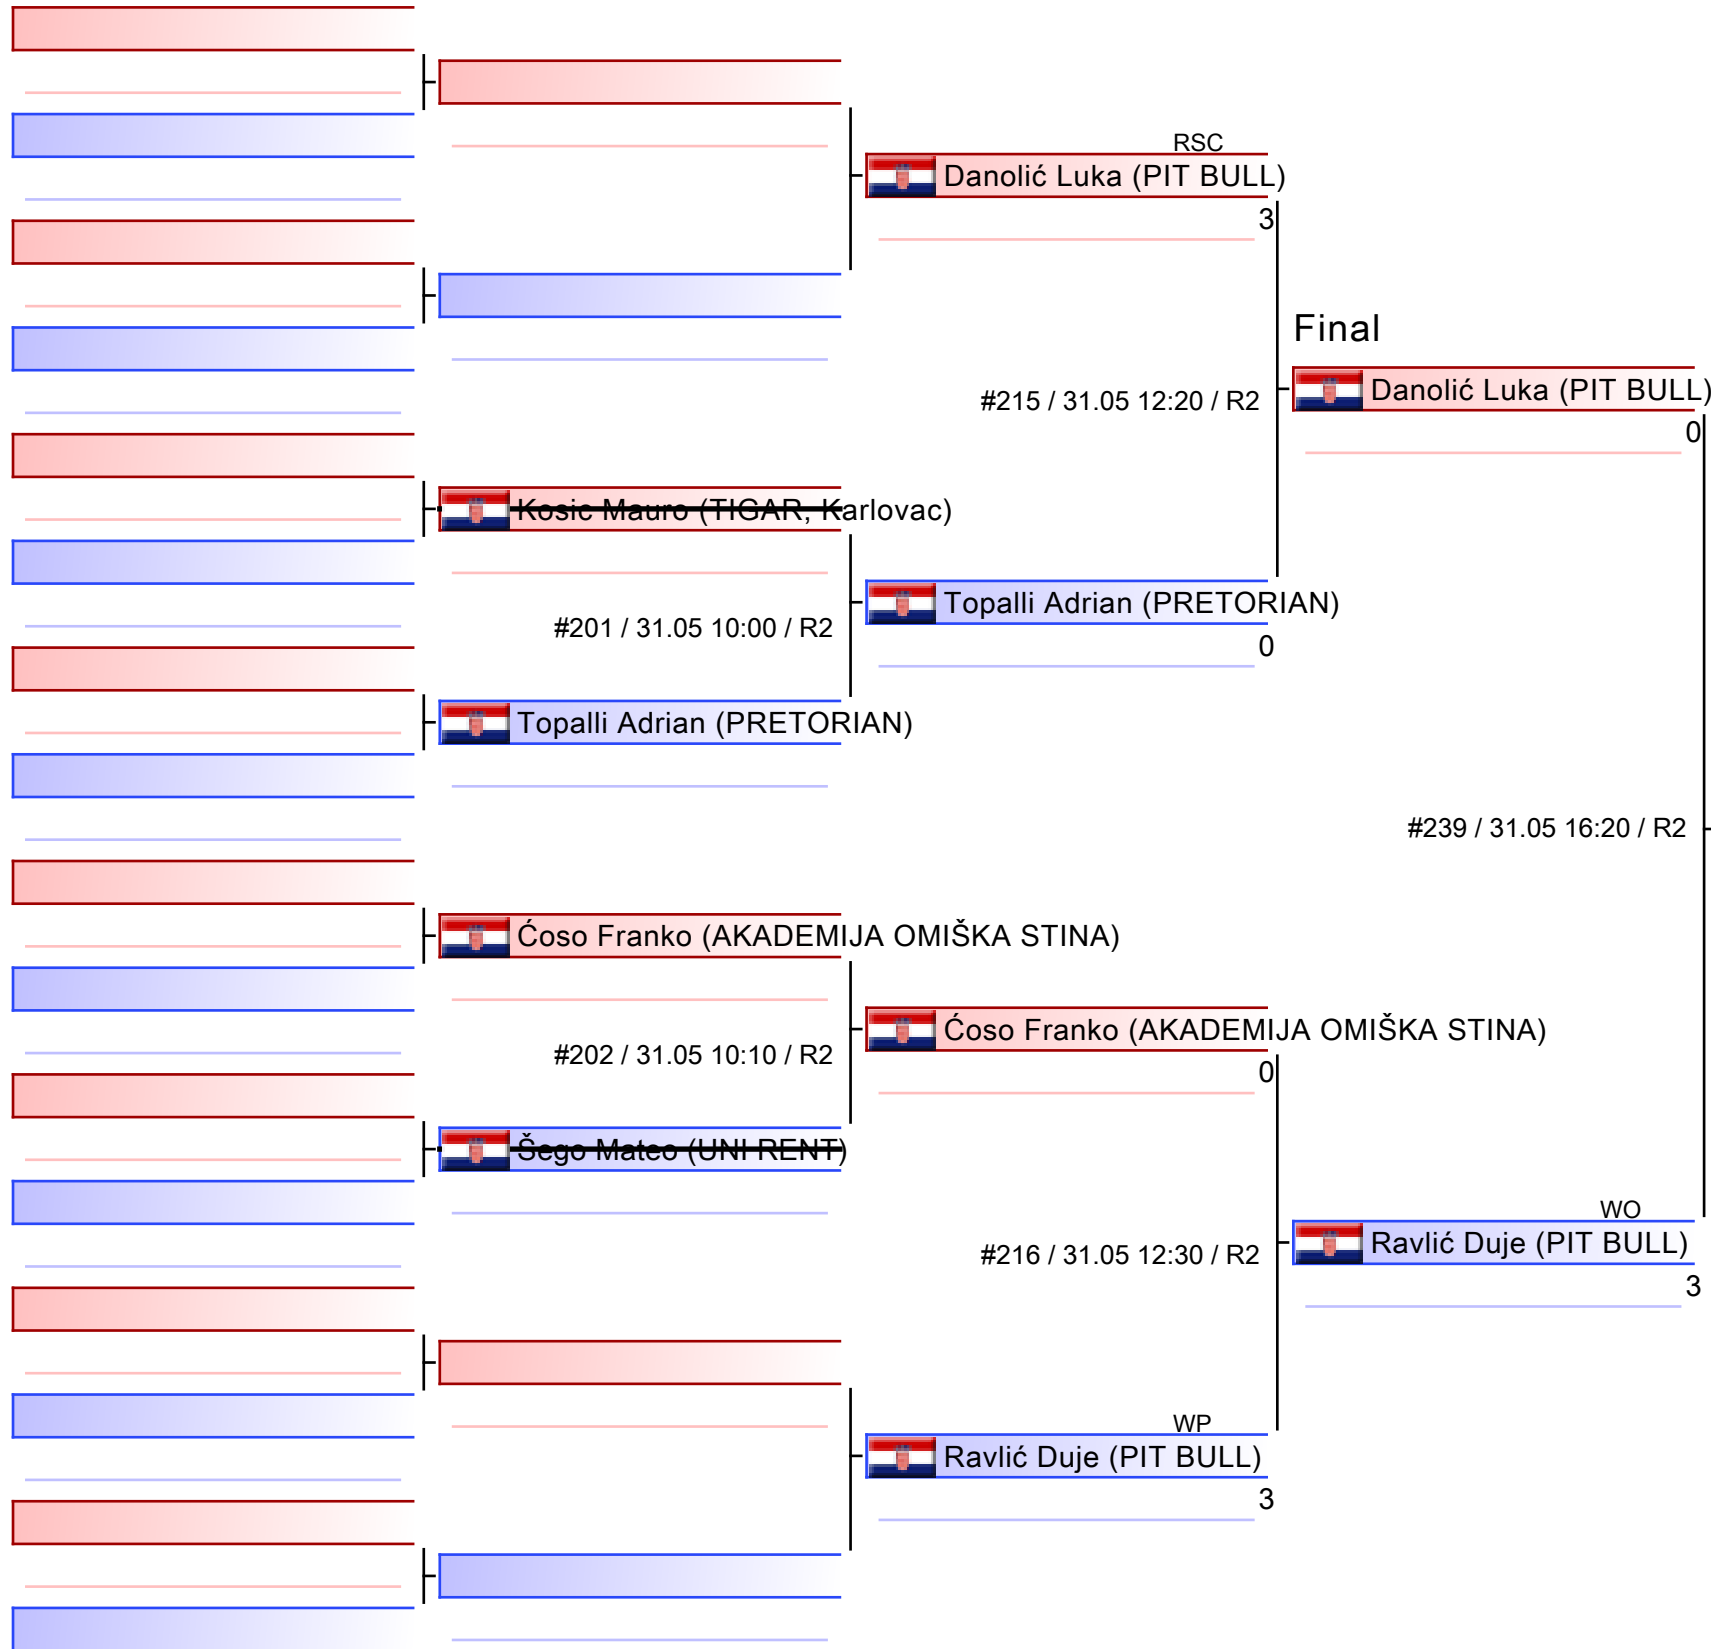 RSC
Danolić Luka (PIT BULL)
3
Final
#215 / 31.05 12:20 / R2
Danolić Luka (PIT BULL)
0
Kosic Mauro (TIGAR, Karlovac)
#201 / 31.05 10:00 / R2
Topalli Adrian (PRETORIAN)
0
Topalli Adrian (PRETORIAN)
#239 / 31.05 16:20 / R2
Ćoso Franko (AKADEMIJA OMIŠKA STINA)
#202 / 31.05 10:10 / R2
Ćoso Franko (AKADEMIJA OMIŠKA STINA)
0
Šego Mateo (UNI RENT)
#216 / 31.05 12:30 / R2
WO
Ravlić Duje (PIT BULL)
3
WP
Ravlić Duje (PIT BULL)
3